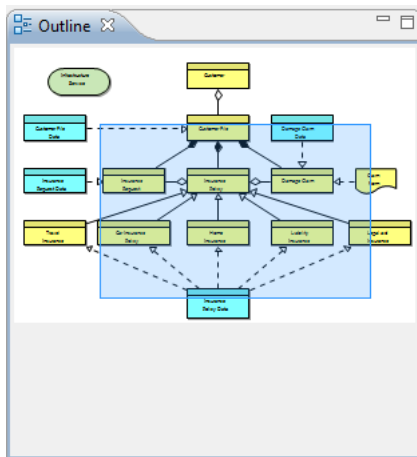 Outline
Infrastructure
Service
Customer
Customer File
Data
Customer File
Damage Claim
Data
Insurance
Request Data
Insurance
Request
Insurance
Policy
Damage Claim
Claim
Form
Travel
Insurance
Car Insurance
Policy
Home
Insurance
Liability
Insurance
Legal Aid
Insurance
Insurance
Policy Data